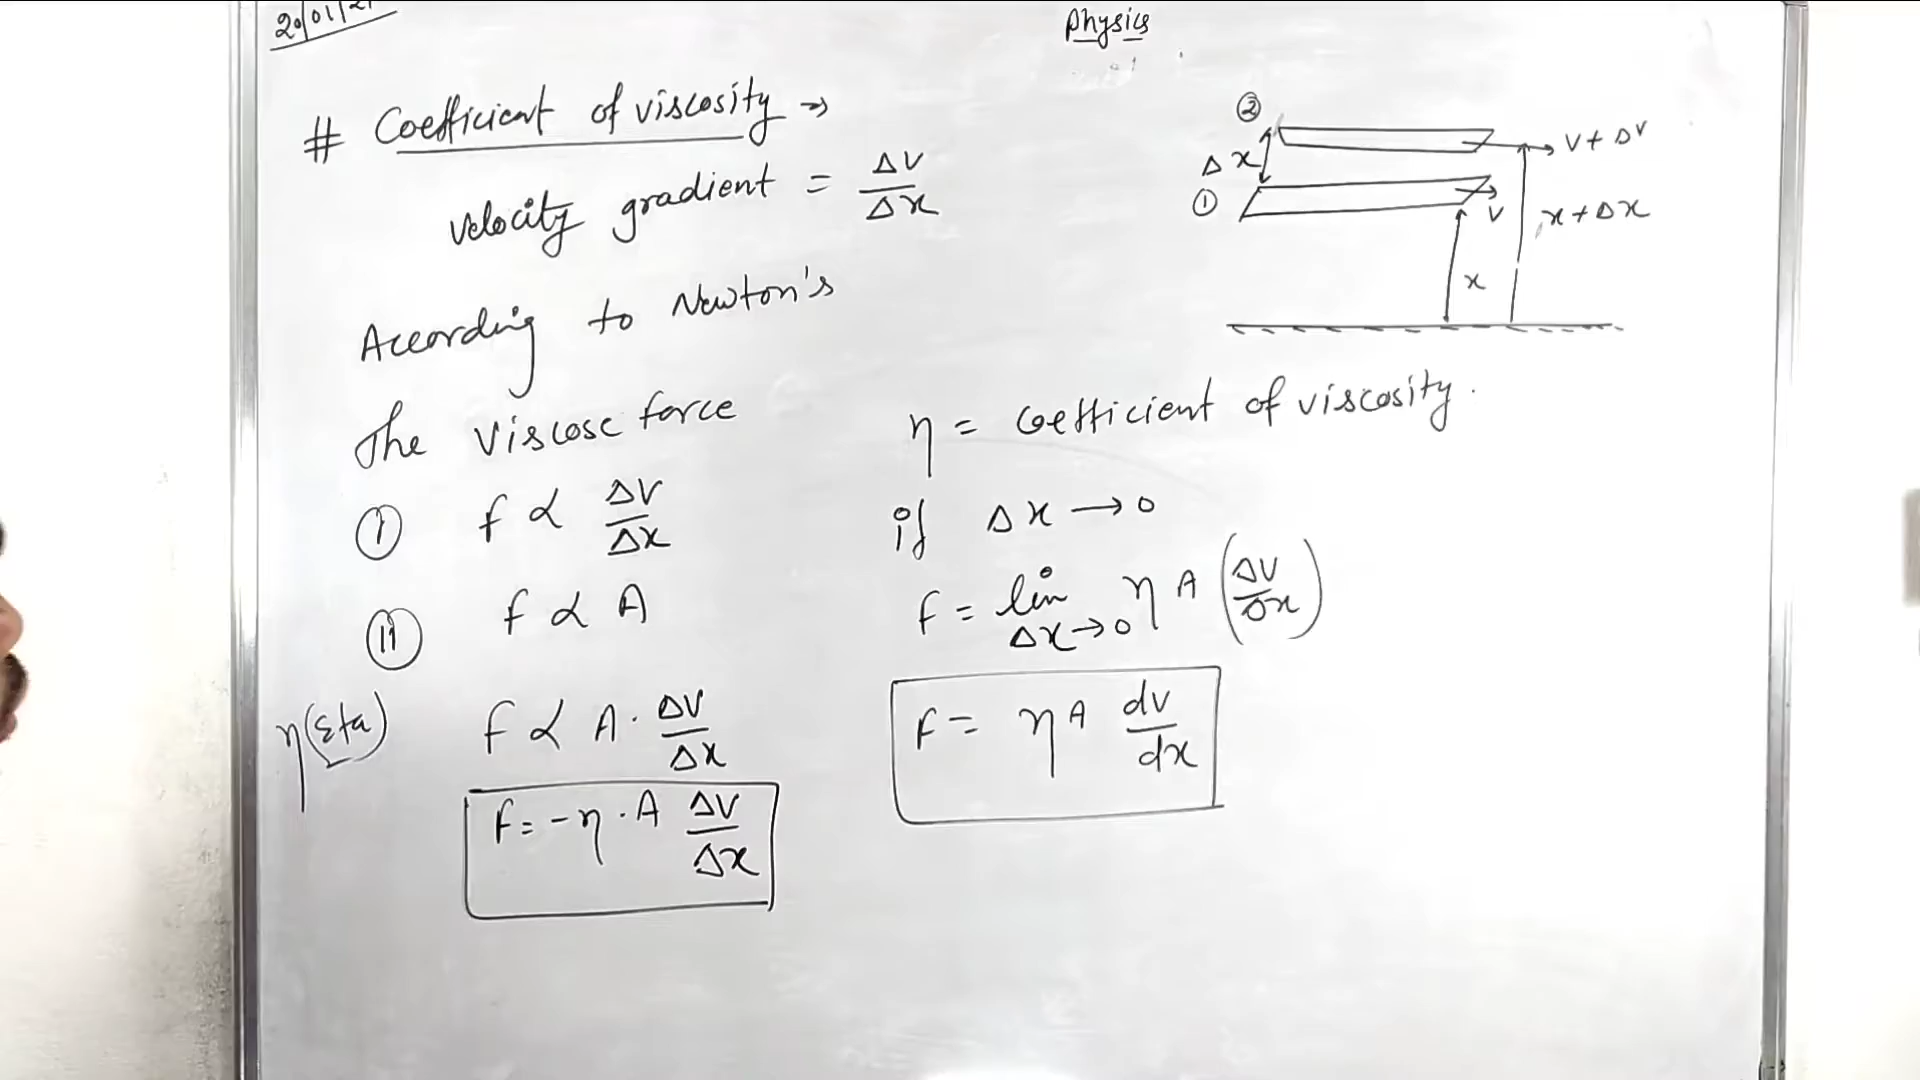 20/01/21
Physics
# Coefficient of viscosity →
velocity gradient = ΔV/Δx
According to Newton's
The Viscose force
(I) f ∝ ΔV/Δx
(II) f ∝ A
η(Eta) f ∝ A · ΔV/Δx
F = -η · A ΔV/Δx
② V + ΔV
Δx
① V x + Δx
x
η = coefficient of viscosity.
if Δx → 0
F = lim Δx→0 η A (ΔV/Δx)
F = η A dv/dx